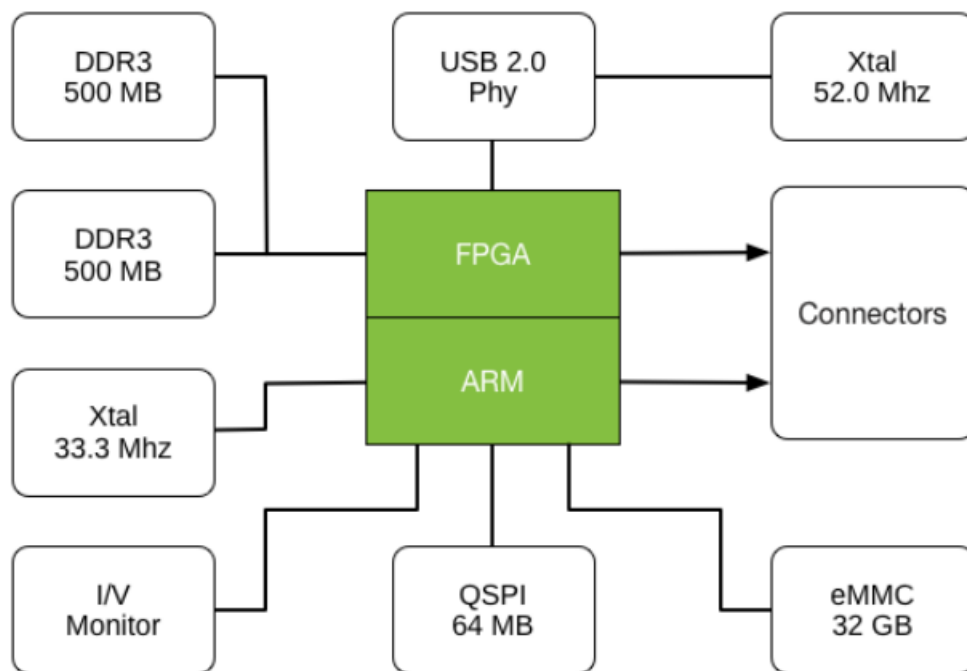 DDR3
500 MB
USB 2.0
Phy
Xtal
52.0 Mhz
DDR3
500 MB
FPGA
Connectors
ARM
Xtal
33.3 Mhz
I/V
Monitor
QSPI
64 MB
eMMC
32 GB